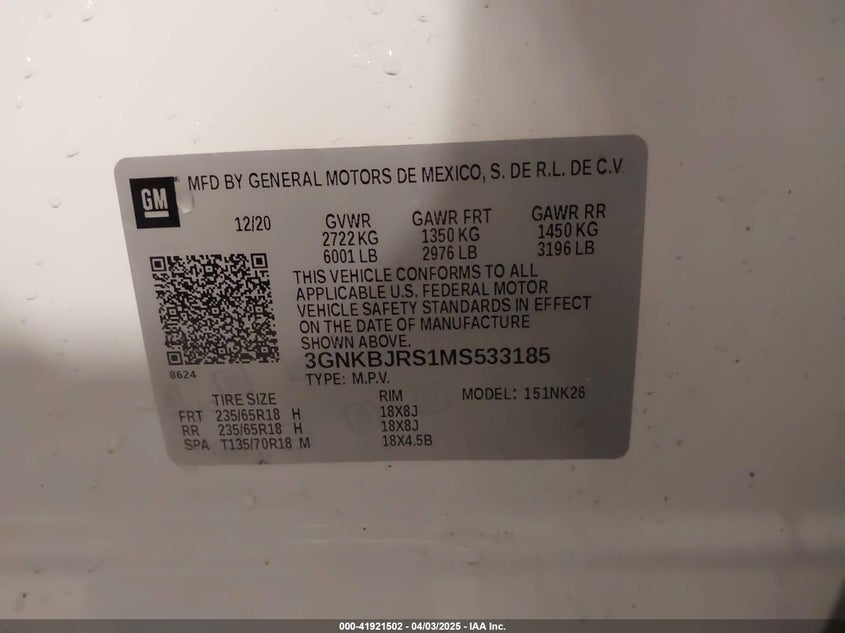 GM
MFD BY GENERAL MOTORS DE MEXICO, S. DE R.L. DE C.V
12/20 GVWR GAWR FRT GAWR RR
2722 KG 1350 KG 1450 KG
6001 LB 2976 LB 3196 LB
THIS VEHICLE CONFORMS TO ALL
APPLICABLE U.S. FEDERAL MOTOR
VEHICLE SAFETY STANDARDS IN EFFECT
ON THE DATE OF MANUFACTURE
SHOWN ABOVE.
3GNKBJRS1MS533185
8624
TYPE: M.P.V.
TIRE SIZE RIM MODEL: 151NK26
FRT 235/65R18 H 18X8J
RR 235/65R18 H 18X8J
SPA T135/70R18 M 18X4.5B
000-41921502 - 04/03/2025 - IAA Inc.